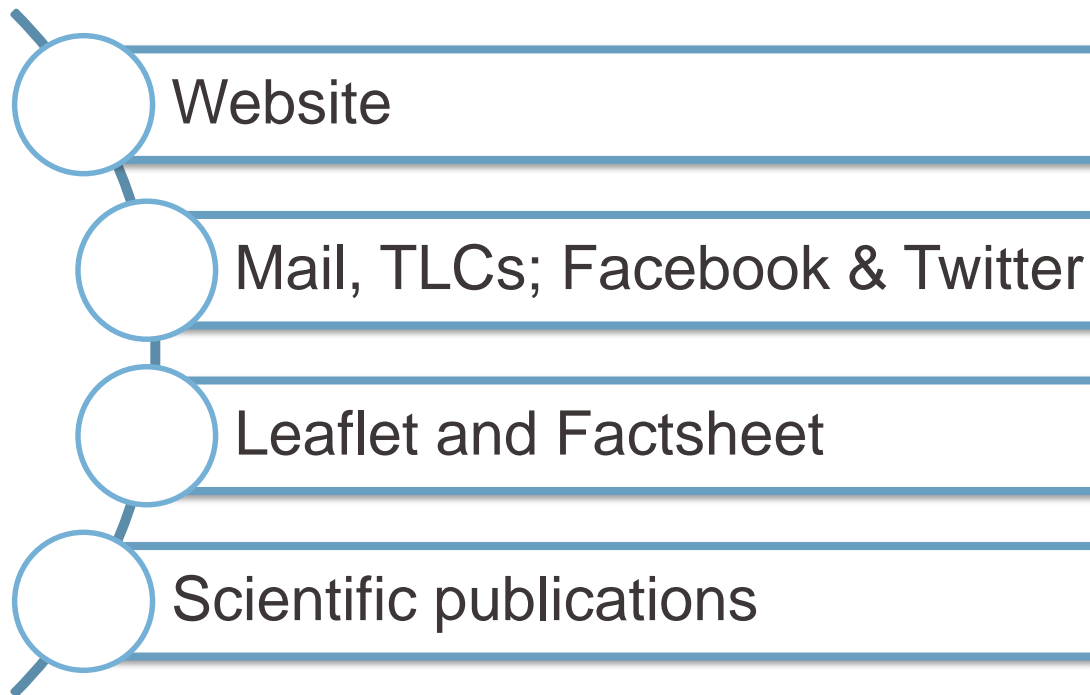 Website
Mail, TLCs; Facebook & Twitter
Leaflet and Factsheet
Scientific publications